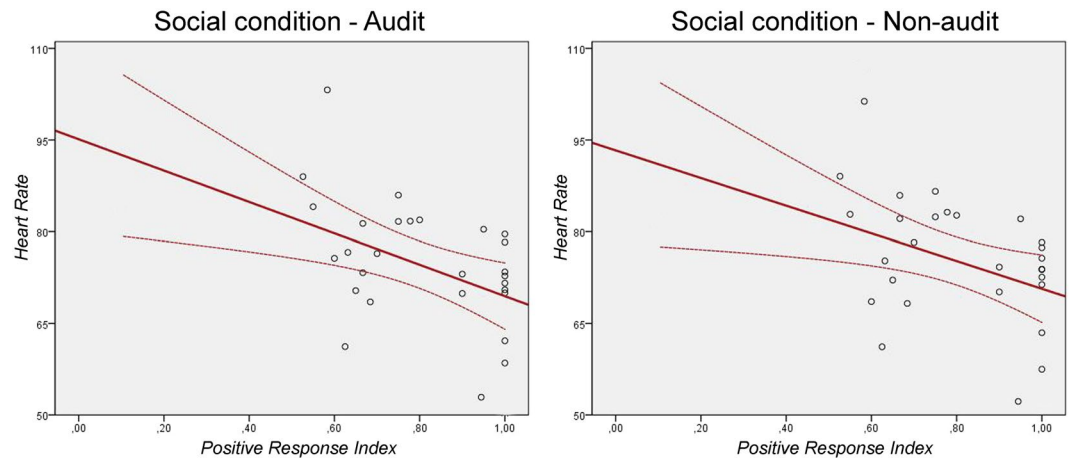 Social condition - Audit
110
95
80
65
50
Heart Rate
,00 ,20 ,40 ,60 ,80 1,00
Positive Response Index
Social condition - Non-audit
110
95
80
65
50
Heart Rate
,00 ,20 ,40 ,60 ,80 1,00
Positive Response Index